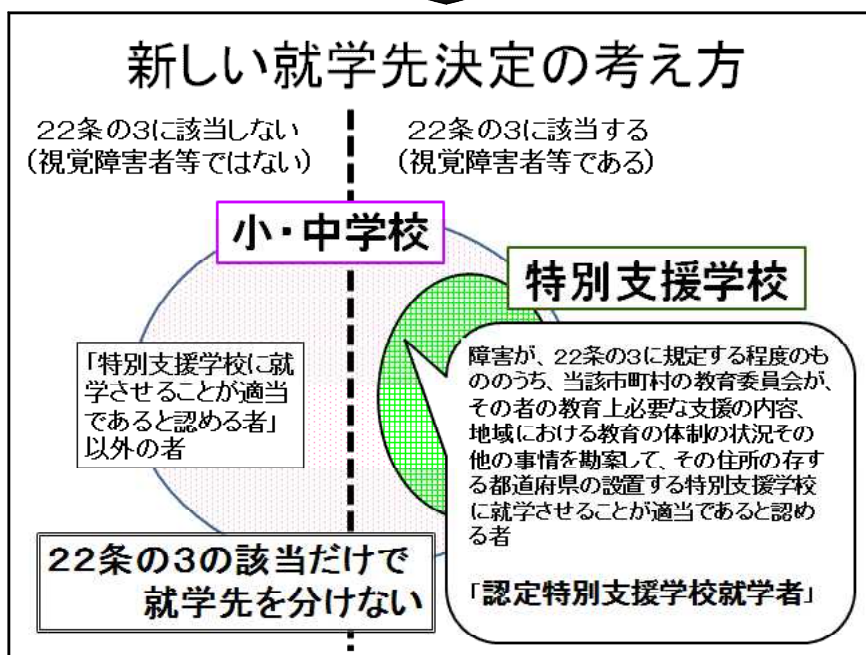 新しい就学先決定の考え方
22条の3に該当しない
（視覚障害者等ではない）
22条の3に該当する
（視覚障害者等である）
小・中学校
特別支援学校
「特別支援学校に就
学させることが適当
であると認める者」
以外の者
障害が、22条の3に規定する程度のも
ののうち、当該市町村の教育委員会が、
その者の教育上必要な支援の内容、
地域における教育の体制の状況その
他の事情を勘案して、その住所の存す
る都道府県の設置する特別支援学校
に就学させることが適当であると認め
る者
「認定特別支援学校就学者」
22条の3の該当だけで
就学先を分けない